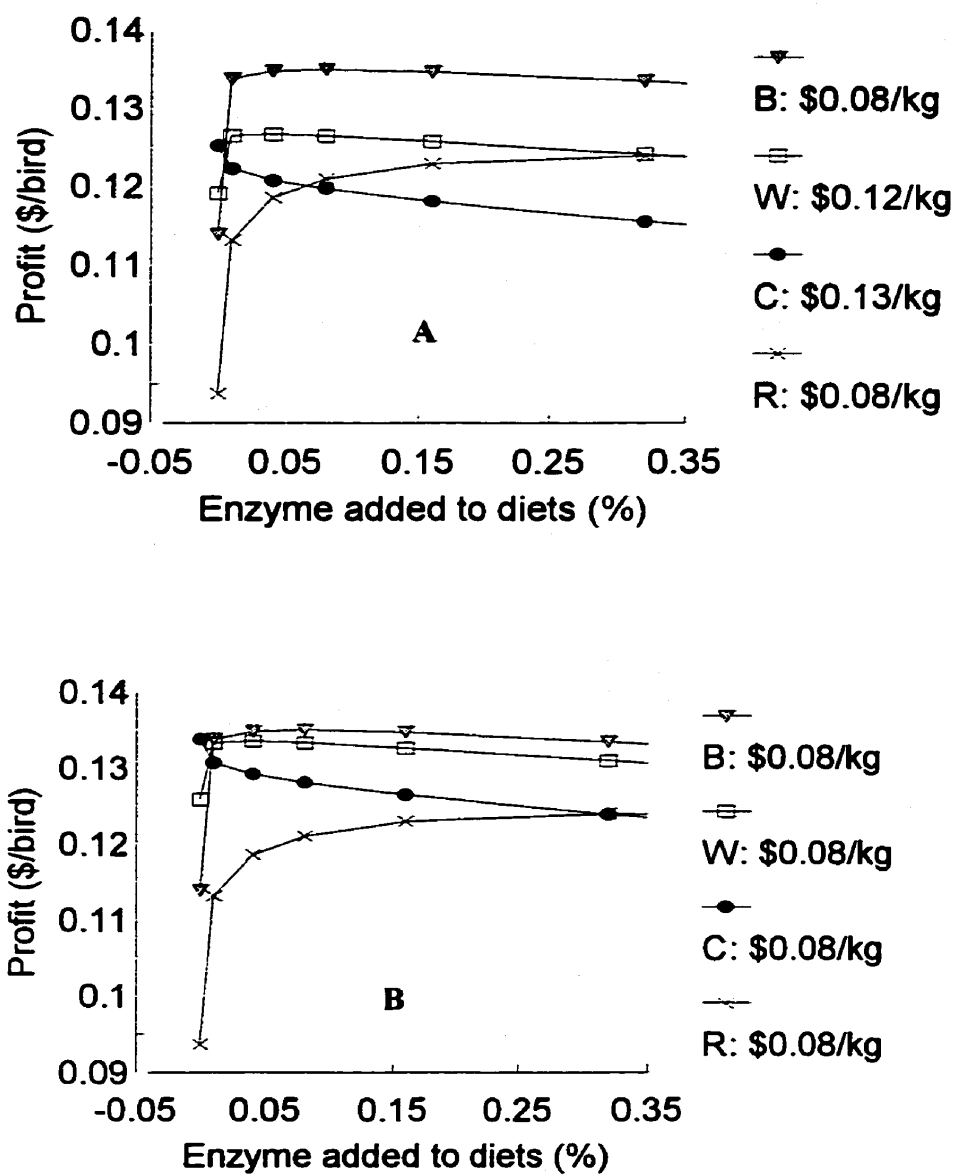 0.14
0.13
0.12
0.11
0.1
0.09
Profit ($/bird)
-0.05 0.05 0.15 0.25 0.35
Enzyme added to diets (%)
A
B: $0.08/kg
W: $0.12/kg
C: $0.13/kg
R: $0.08/kg
0.14
0.13
0.12
0.11
0.1
0.09
Profit ($/bird)
-0.05 0.05 0.15 0.25 0.35
Enzyme added to diets (%)
B
B: $0.08/kg
W: $0.08/kg
C: $0.08/kg
R: $0.08/kg